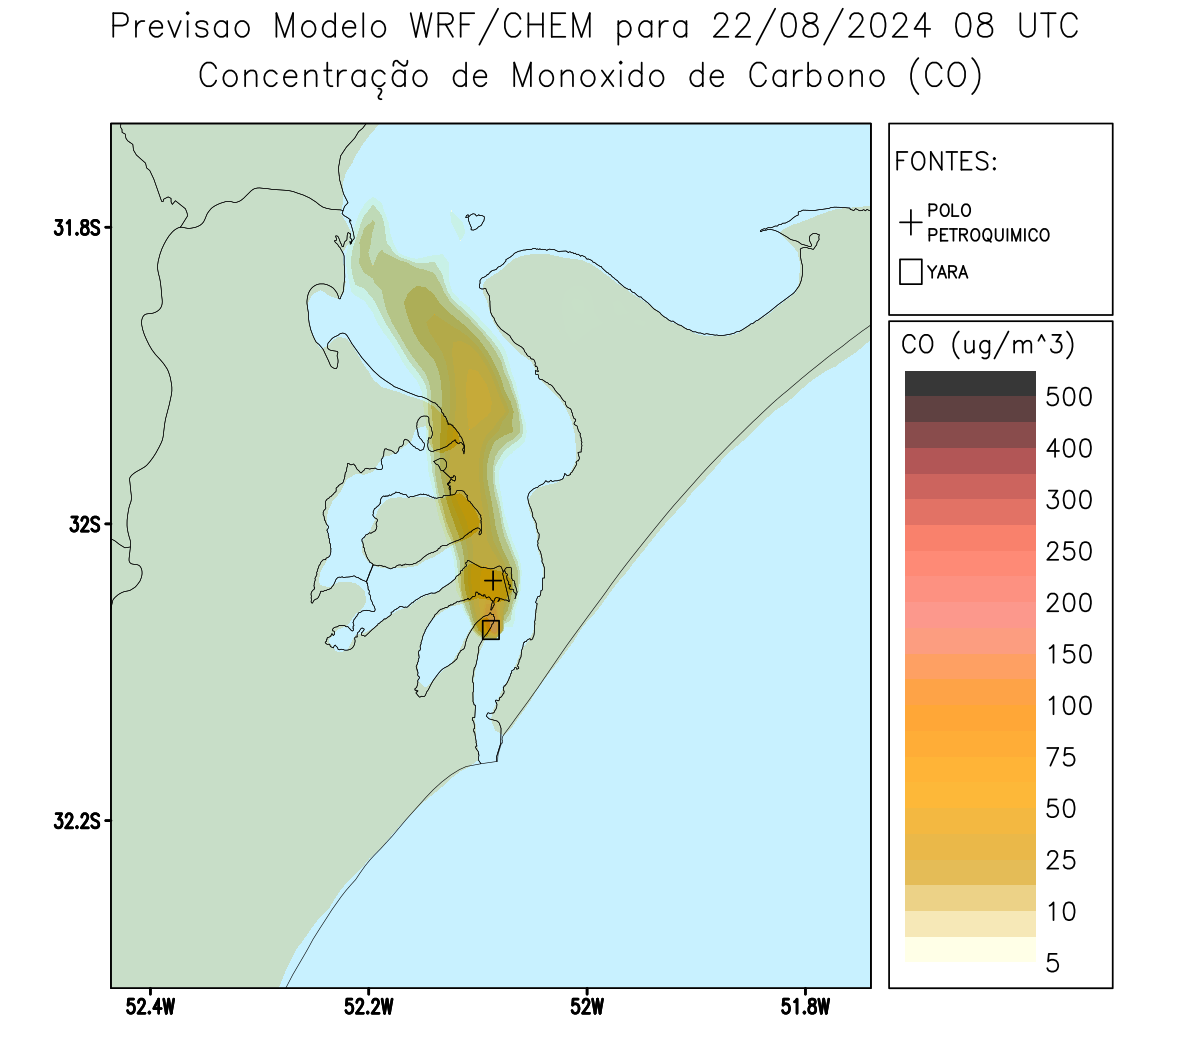 Previsao Modelo WRF/CHEM para 22/08/2024 08 UTC
Concentração de Monoxido de Carbono (CO)
FONTES:
POLO
PETROQUIMICO
YARA
CO (ug/m^3)
500
400
300
250
200
150
100
75
50
25
10
5
31.8S
32S
32.2S
52.4W
52.2W
52W
51.8W